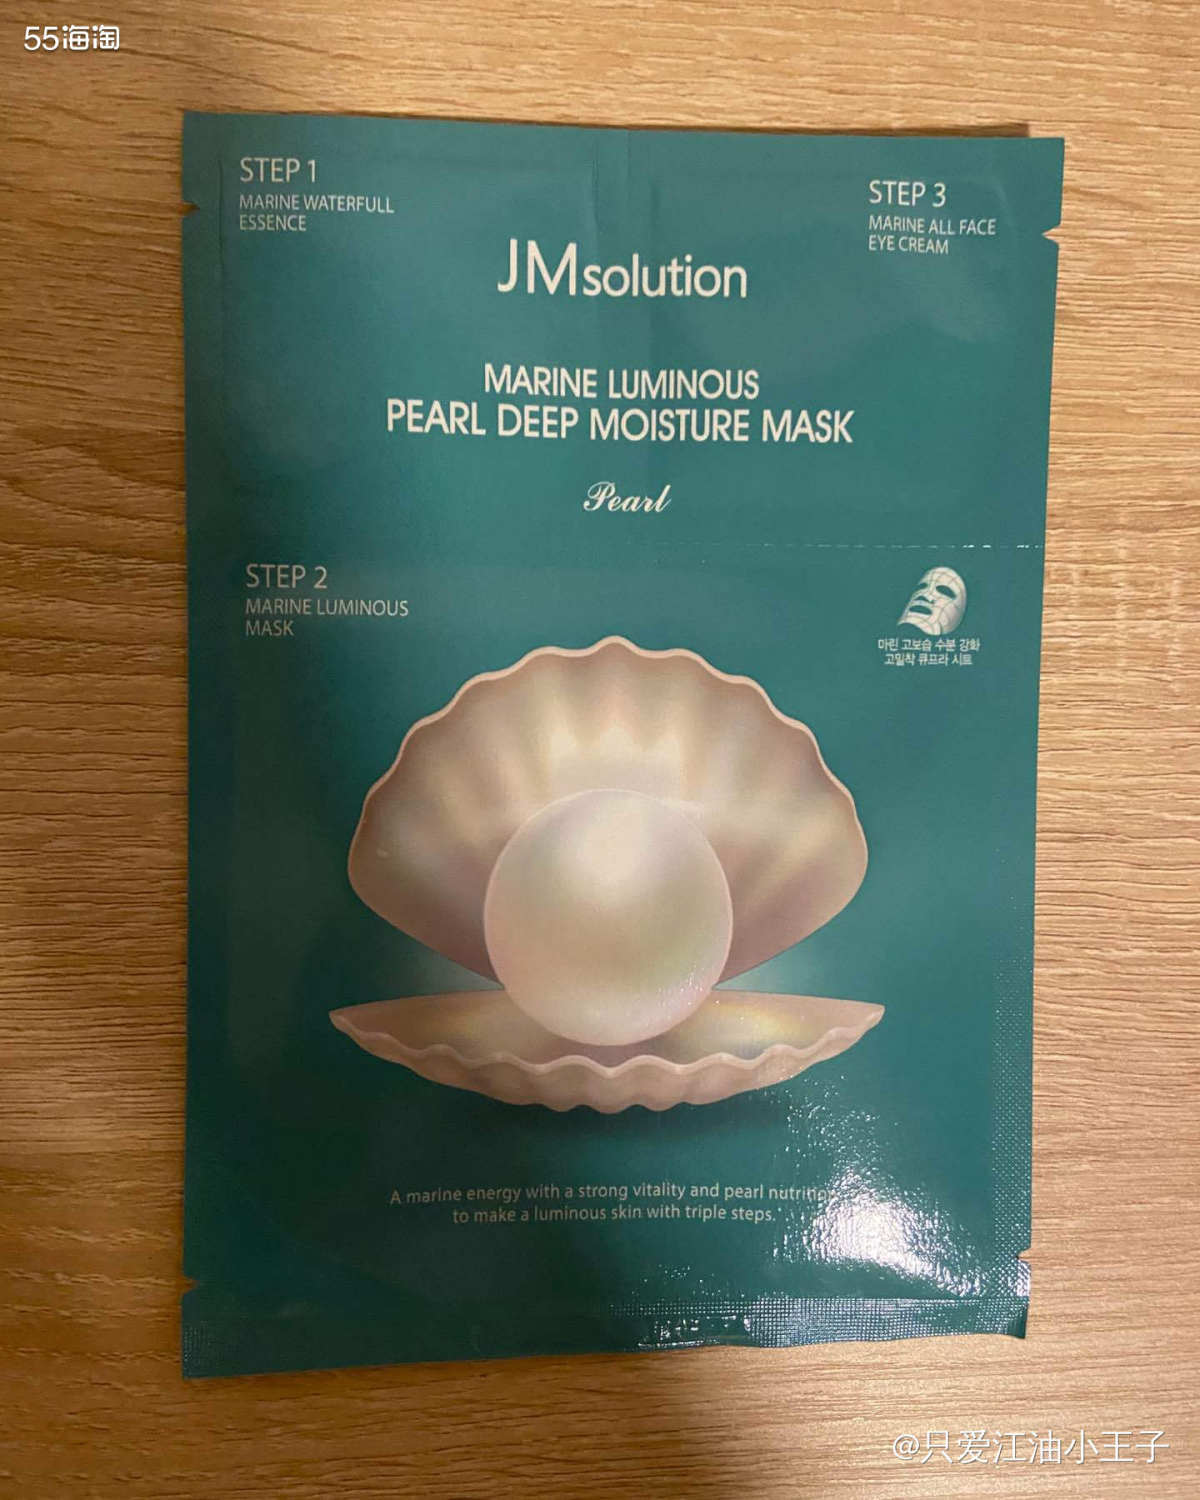 55海淘
STEP 1
MARINE WATERFULL
ESSENCE
STEP 3
MARINE ALL FACE
EYE CREAM
JMsolution
MARINE LUMINOUS
PEARL DEEP MOISTURE MASK
Pearl
STEP 2
MARINE LUMINOUS
MASK
마린 고보습 수분 강화
고밀착 큐프라 시트
A marine energy with a strong vitality and pearl nutrition
to make a luminous skin with triple steps.
@只爱江油小王子